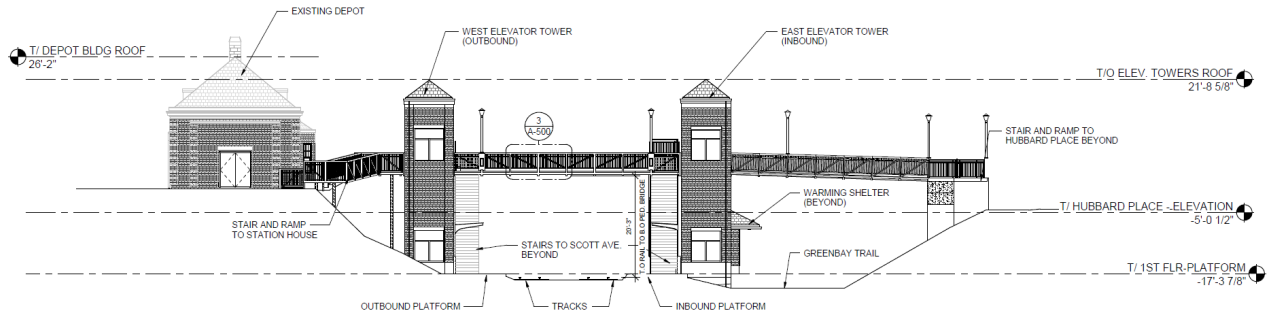 EXISTING DEPOT
T/ DEPOT BLDG ROOF
26'-2"
WEST ELEVATOR TOWER
(OUTBOUND)
EAST ELEVATOR TOWER
(INBOUND)
T/O ELEV. TOWERS ROOF
21'-8 5/8"
3
A-500
STAIR AND RAMP TO
HUBBARD PLACE BEYOND
WARMING SHELTER
(BEYOND)
T/ HUBBARD PLACE -ELEVATION
-5'-0 1/2"
STAIR AND RAMP
TO STATION HOUSE
20'-3"
T.O RAIL TO B.O PED. BRIDGE
STAIRS TO SCOTT AVE.
BEYOND
GREENBAY TRAIL
T/ 1ST FLR-PLATFORM
-17'-3 7/8"
OUTBOUND PLATFORM
TRACKS
INBOUND PLATFORM